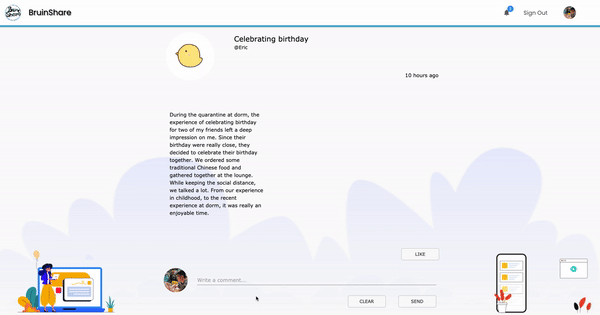 Bruin
Share
BruinShare
1
Sign Out
Celebrating birthday
@Eric
10 hours ago
During the quarantine at dorm, the
experience of celebrating birthday
for two of my friends left a deep
impression on me. Since their
birthday were really close, they
decided to celebrate their birthday
together. We ordered some
traditional Chinese food and
gathered together at the lounge.
While keeping the social distance,
we talked a lot. From our experience
in childhood, to the recent
experience at dorm, it was really an
enjoyable time.
LIKE
Write a comment...
CLEAR
SEND